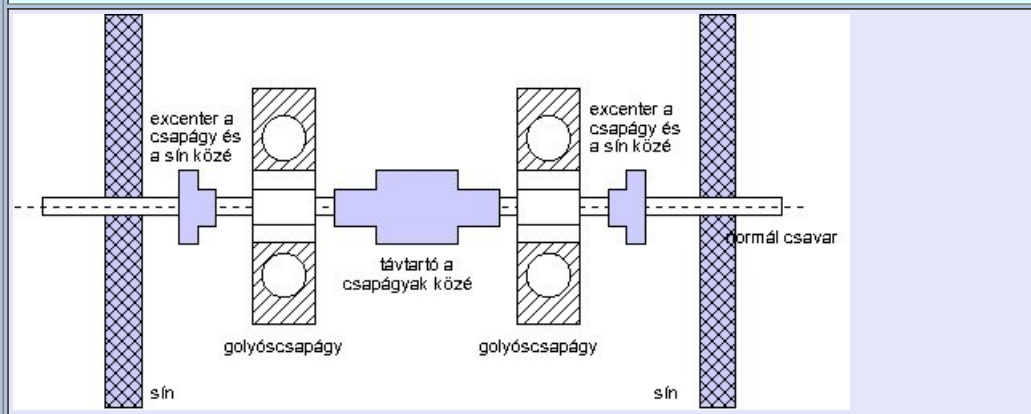 excenter a
csapágy és
a sín közé
excenter a
csapágy és
a sín közé
normál csavar
távtartó a
csapágyak közé
golyóscsapágy
golyóscsapágy
sín
sín